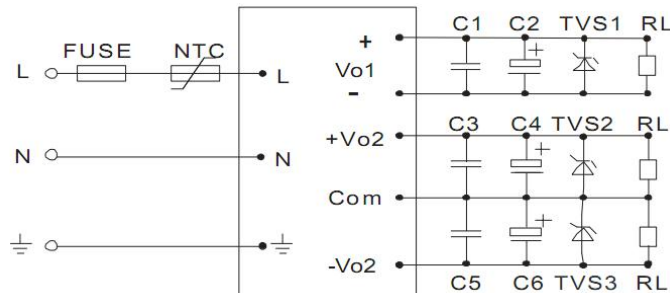 C1 C2 TVS1 RL
FUSE NTC
+
+
L L
Vo1
-
C3 C4 TVS2 RL
+Vo2
+
N N
Com
+
-Vo2
C5 C6 TVS3 RL